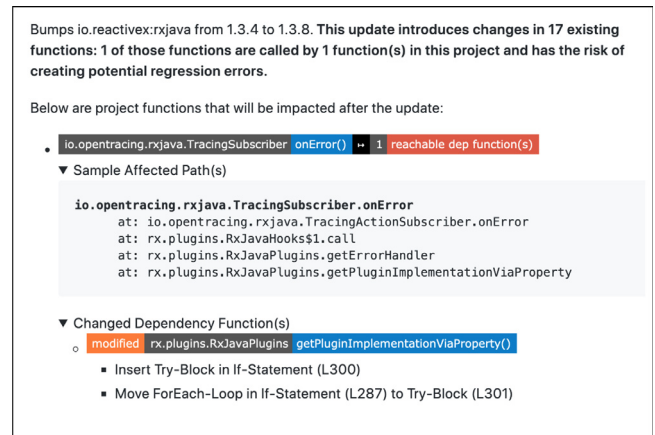 Bumps io.reactivex:rxjava from 1.3.4 to 1.3.8. This update introduces changes in 17 existing
functions: 1 of those functions are called by 1 function(s) in this project and has the risk of
creating potential regression errors.
Below are project functions that will be impacted after the update:
• io.opentracing.rxjava.TracingSubscriber onError() ↦ 1 reachable dep function(s)
▼ Sample Affected Path(s)
io.opentracing.rxjava.TracingSubscriber.onError
at: io.opentracing.rxjava.TracingActionSubscriber.onError
at: rx.plugins.RxJavaHooks$1.call
at: rx.plugins.RxJavaPlugins.getErrorHandler
at: rx.plugins.RxJavaPlugins.getPluginImplementationViaProperty
▼ Changed Dependency Function(s)
○ modified rx.plugins.RxJavaPlugins getPluginImplementationViaProperty()
▪ Insert Try-Block in If-Statement (L300)
▪ Move ForEach-Loop in If-Statement (L287) to Try-Block (L301)